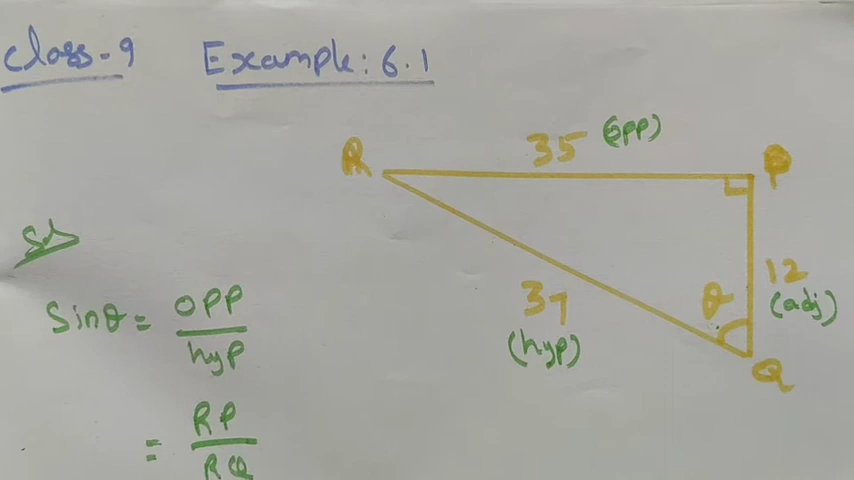 Class-9 Example: 6.1
R 35 (opp) P
Sol
12
(adj)
37
(hyp)
θ
Q
Sinθ = opp
hyp
= RP
RQ